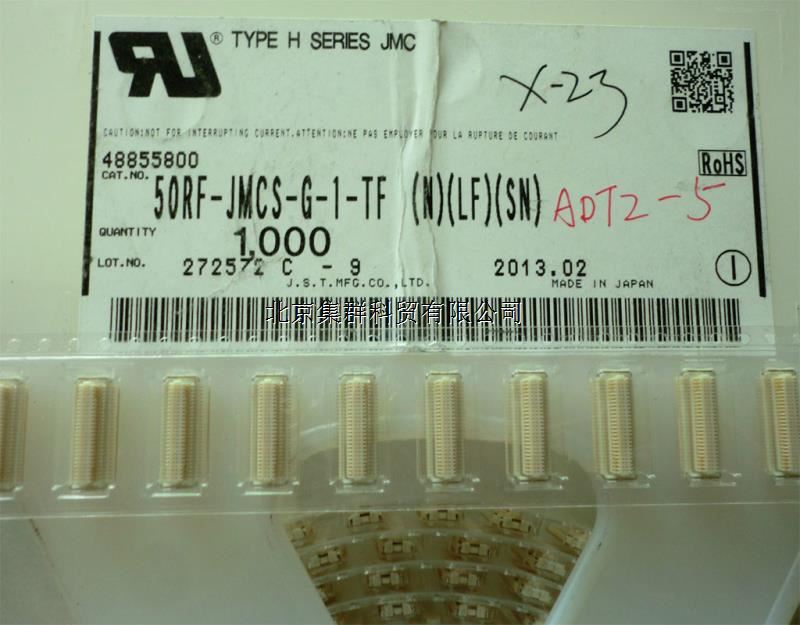 ® TYPE H SERIES JMC
X-23
CAUTION:NOT FOR INTERRUPTING CURRENT.ATTENTION:NE PAS EMPLOYER POUR LA RUPTURE DE COURANT
48855800
RoHS
CAT.NO. 50RF-JMCS-G-1-TF (N)(LF)(SN) ADT2-5
QUANTITY 1,000
LOT.NO. 272572 C - 9 2013.02 1
J.S.T.MFG.CO.,LTD. MADE IN JAPAN
北京集群科贸有限公司